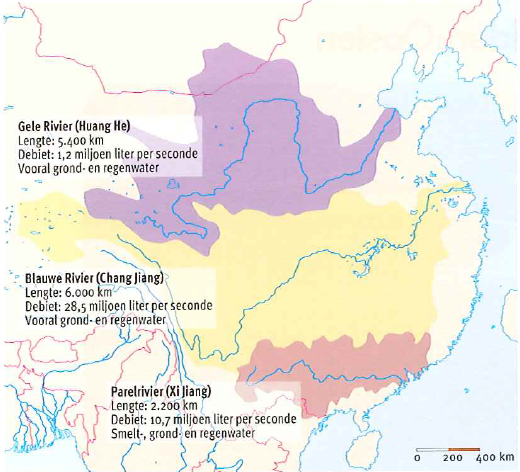 Gele Rivier (Huang He)
Lengte: 5.400 km
Debiet: 1,2 miljoen liter per seconde
Vooral grond- en regenwater
Blauwe Rivier (Chang Jiang)
Lengte: 6.000 km
Debiet: 28,5 miljoen liter per seconde
Vooral grond- en regenwater
Parelrivier (Xi Jiang)
Lengte: 2.200 km
Debiet: 10,7 miljoen liter per seconde
Smelt-, grond- en regenwater
0 200 400 km